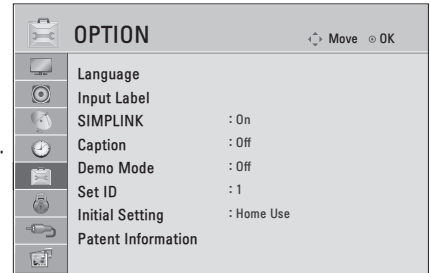 OPTION
Move OK
Language
Input Label
SIMPLINK : On
Caption : Off
Demo Mode : Off
Set ID : 1
Initial Setting : Home Use
Patent Information